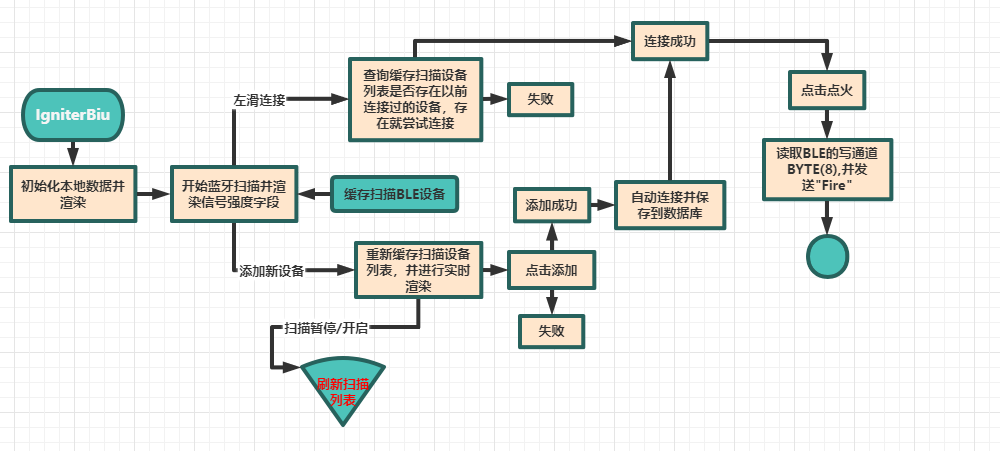 IgniterBiu
初始化本地数据并
渲染
开始蓝牙扫描并渲
染信号强度字段
左滑连接
查询缓存扫描设备
列表是否存在以前
连接过的设备，存
在就尝试连接
失败
缓存扫描BLE设备
添加新设备
重新缓存扫描设备
列表，并进行实时
渲染
扫描暂停/开启
刷新扫描
列表
点击添加
添加成功
失败
自动连接并保
存到数据库
连接成功
点击点火
读取BLE的写通道
BYTE(8),并发
送"Fire"